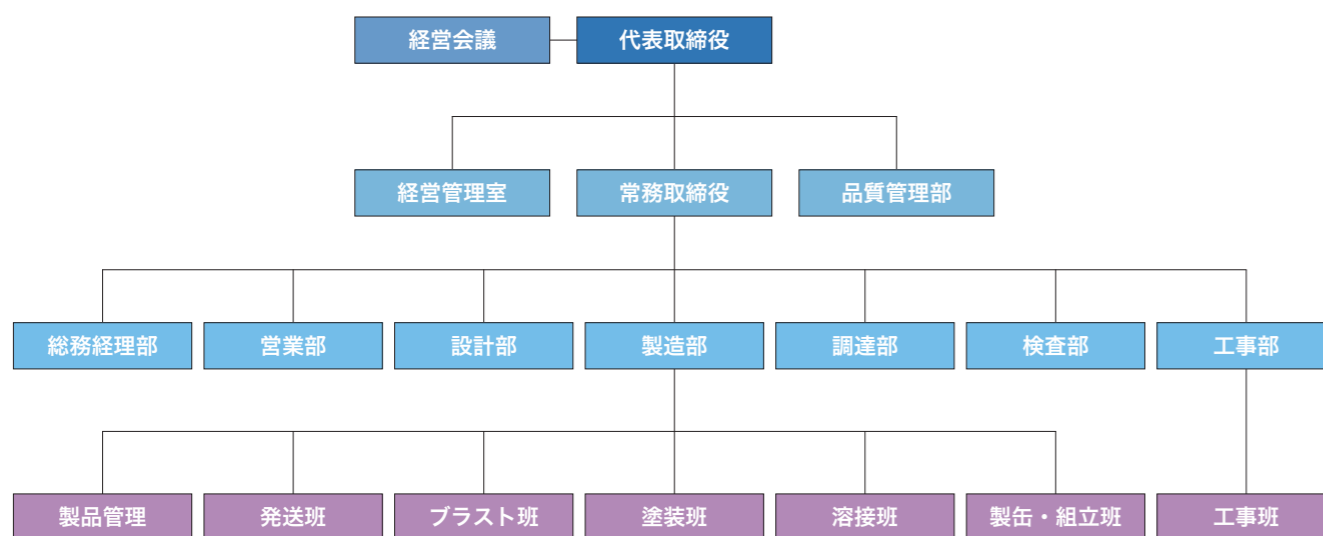 経営会議
代表取締役
経営管理室
常務取締役
品質管理部
総務経理部
営業部
設計部
製造部
調達部
検査部
工事部
製品管理
発送班
ブラスト班
塗装班
溶接班
製缶・組立班
工事班